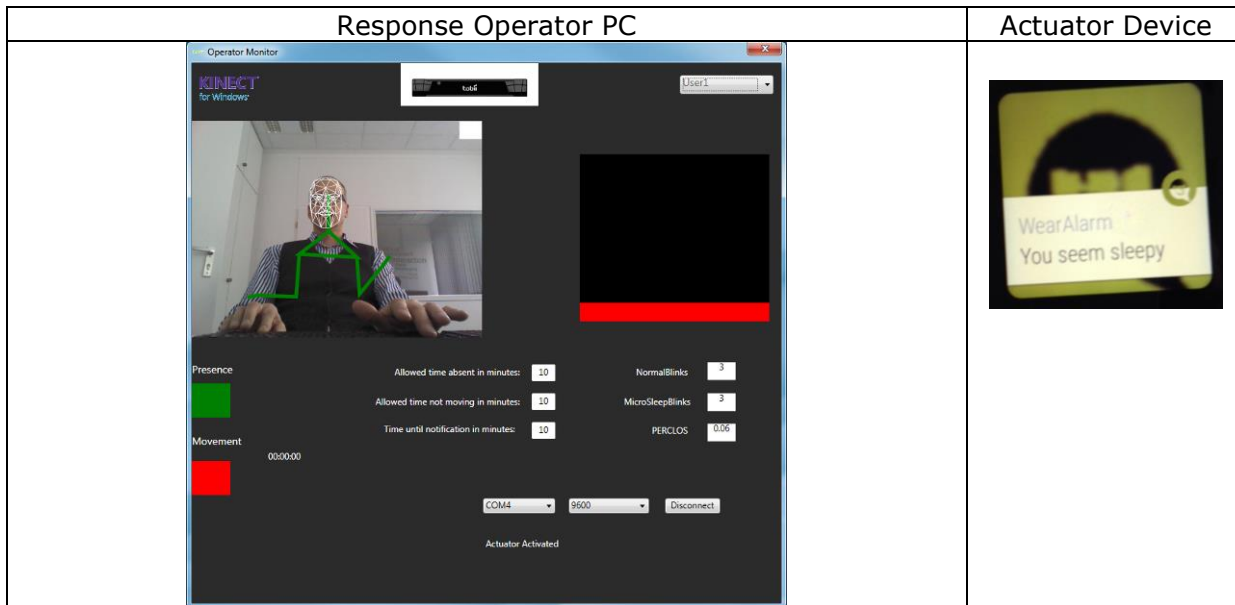 Response Operator PC
Actuator Device
Operator Monitor
KINECT
for Windows
tobii
User1
Presence
Allowed time absent in minutes: 10
NormalBlinks 3
Allowed time not moving in minutes: 10
MicroSleepBlinks 3
Time until notification in minutes: 10
PERCLOS 0.06
Movement
00:00:00
COM4
9600
Disconnect
Actuator Activated
WearAlarm
You seem sleepy